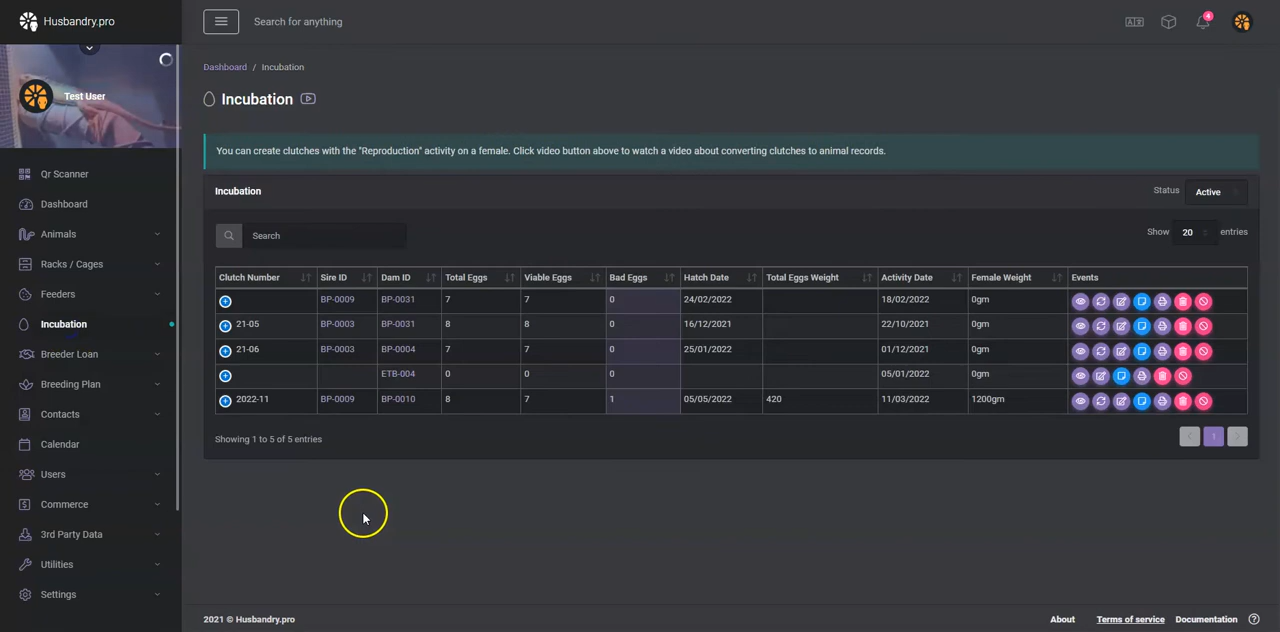 Husbandry.pro
Search for anything
4
Test User
Qr Scanner
Dashboard
Animals
Racks / Cages
Feeders
Incubation
Breeder Loan
Breeding Plan
Contacts
Calendar
Users
Commerce
3rd Party Data
Utilities
Settings
Dashboard / Incubation
Incubation
You can create clutches with the "Reproduction" activity on a female. Click video button above to watch a video about converting clutches to animal records.
Incubation
Status Active
Search
Show 20 entries
Clutch Number Sire ID Dam ID Total Eggs Viable Eggs Bad Eggs Hatch Date Total Eggs Weight Activity Date Female Weight Events
BP-0009 BP-0031 7 7 0 24/02/2022 18/02/2022 0gm
21-05 BP-0003 BP-0031 8 8 0 16/12/2021 22/10/2021 0gm
21-06 BP-0003 BP-0004 7 7 0 25/01/2022 01/12/2021 0gm
ETB-004 0 0 0 05/01/2022 0gm
2022-11 BP-0009 BP-0010 8 7 1 05/05/2022 420 11/03/2022 1200gm
Showing 1 to 5 of 5 entries
1
2021 © Husbandry.pro
About Terms of service Documentation